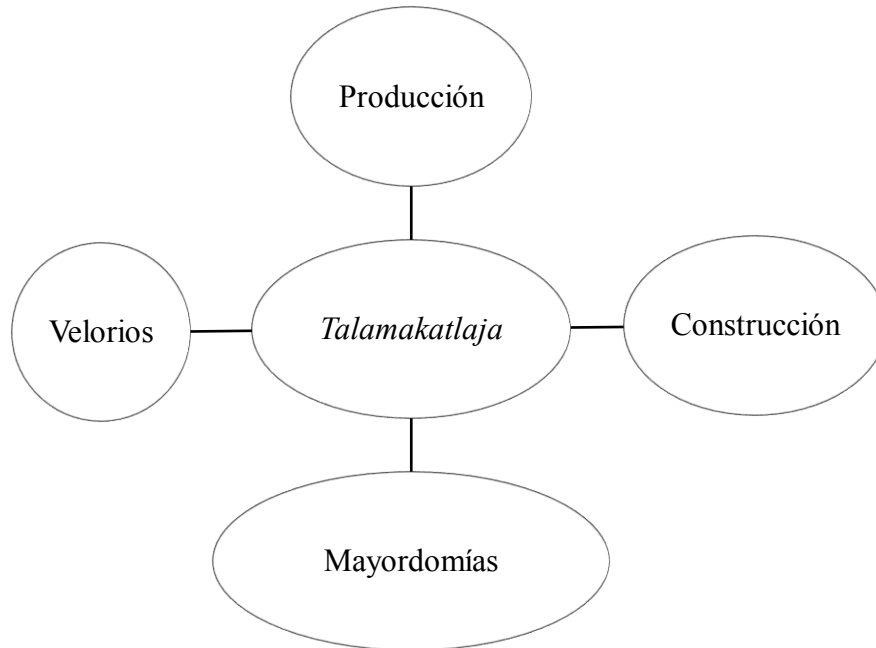 Producción
Velorios
Talamakatlaja
Construcción
Mayordomías